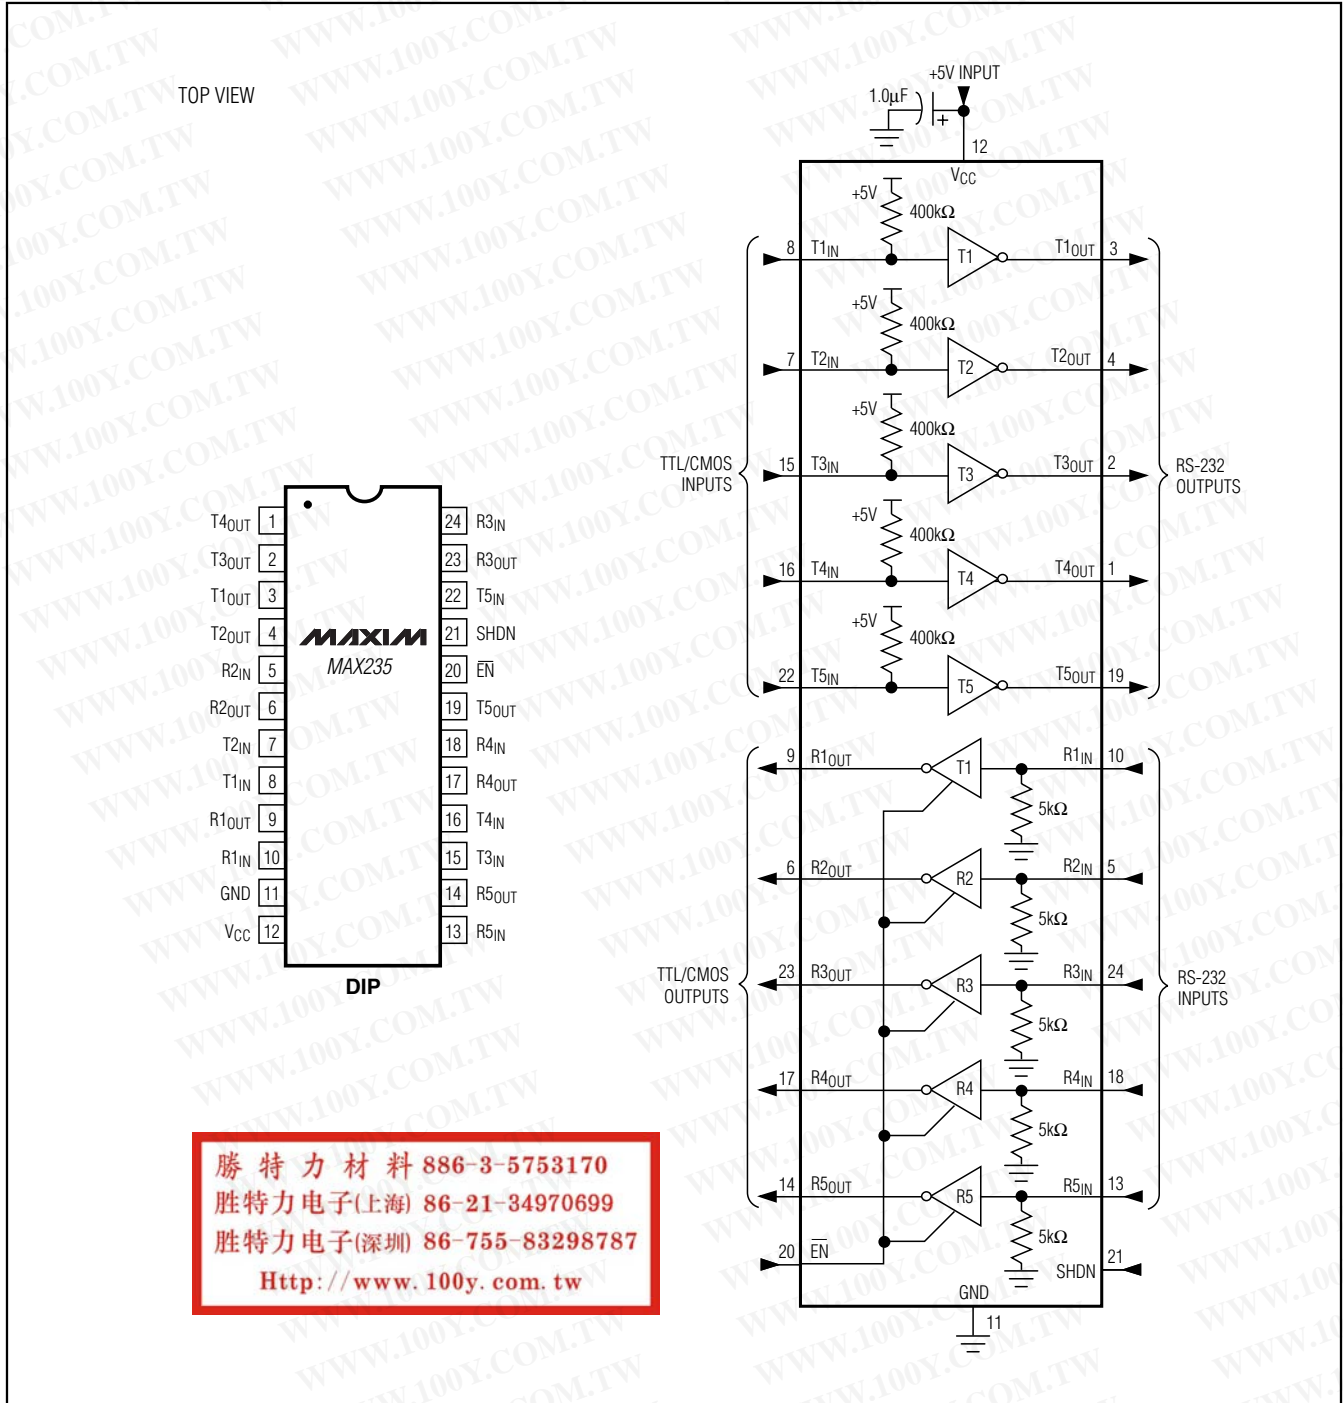 TOP VIEW
T4OUT 1
T3OUT 2
T1OUT 3
T2OUT 4
R2IN 5
R2OUT 6
T2IN 7
T1IN 8
R1OUT 9
R1IN 10
GND 11
VCC 12
24 R3IN
23 R3OUT
22 T5IN
21 SHDN
20 E̅N̅
19 T5OUT
18 R4IN
17 R4OUT
16 T4IN
15 T3IN
14 R5OUT
13 R5IN
MAXIM
MAX235
DIP
+5V INPUT
1.0µF
+
12
VCC
+5V
400kΩ
8 T1IN T1 T1OUT 3
+5V
400kΩ
7 T2IN T2 T2OUT 4
+5V
400kΩ
15 T3IN T3 T3OUT 2
+5V
400kΩ
16 T4IN T4 T4OUT 1
+5V
400kΩ
22 T5IN T5 T5OUT 19
TTL/CMOS
INPUTS
RS-232
OUTPUTS
9 R1OUT T1 R1IN 10
5kΩ
6 R2OUT R2 R2IN 5
5kΩ
23 R3OUT R3 R3IN 24
5kΩ
17 R4OUT R4 R4IN 18
5kΩ
14 R5OUT R5 R5IN 13
5kΩ
TTL/CMOS
OUTPUTS
RS-232
INPUTS
20 E̅N̅
SHDN 21
GND
11
勝特力材料 886-3-5753170
胜特力电子(上海) 86-21-34970699
胜特力电子(深圳) 86-755-83298787
Http://www.100y.com.tw
WWW.100Y.COM.TW